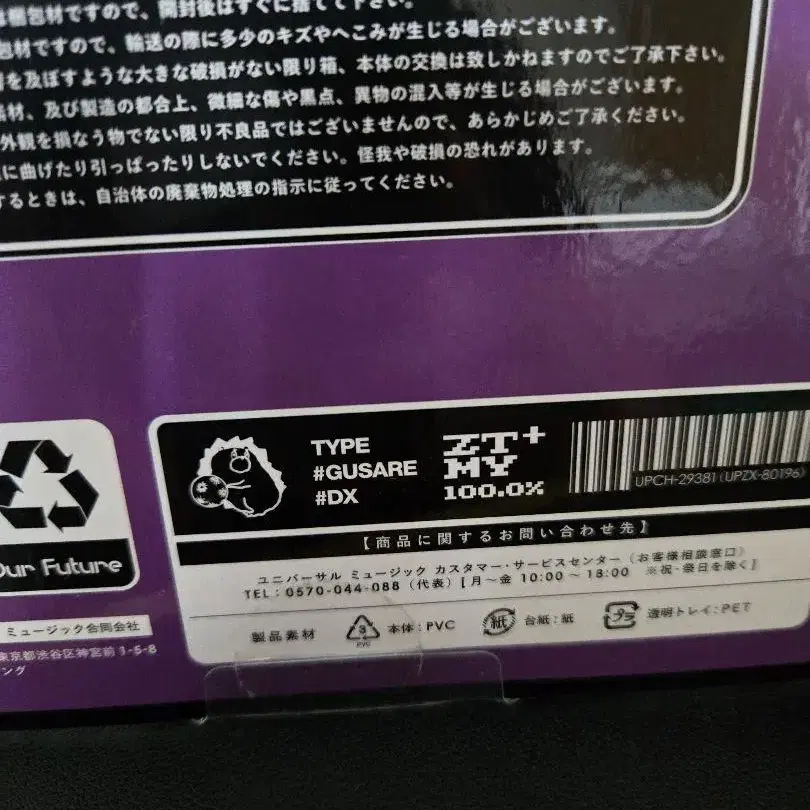 梱包材ですので、開封後はすぐに捨てて下さい。
包材ですので、輸送の際に多少のキズやへこみが生じる場合がございます。
を及ぼすような大きな破損がない限り箱、本体の交換は致しかねますのでご了承下さい。
素材、及び製造の都合上、微細な傷や黒点、異物の混入等が生じる場合がございます。
外観を損なう物でない限り不良品ではございませんので、あらかじめご了承ください。
に曲げたり引っぱったりしないでください。怪我や破損の恐れがあります。
するときは、自治体の廃棄物処理の指示に従ってください。
TYPE
#GUSARE
#DX
ZT+
MY
100.0%
UPCH-29381(UPZX-80196)
【商品に関するお問い合わせ先】
ユニバーサル ミュージック カスタマー・サービスセンター（お客様相談窓口）
TEL：0570-044-088（代表）[月〜金 10:00〜18:00 ※祝・祭日を除く]
製品素材
3
PVC
本体：PVC
紙
台紙：紙
プラ
透明トレイ：PET
Our Future
ミュージック合同会社
東京都渋谷区神宮前1-5-8
ング